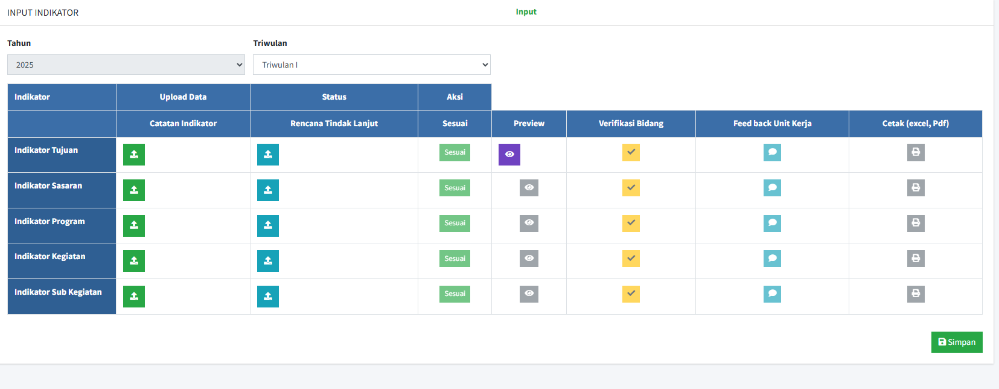 INPUT INDIKATOR Input
Tahun Triwulan
2025 Triwulan I
Indikator Upload Data Status Aksi
Catatan Indikator Rencana Tindak Lanjut Sesuai Preview Verifikasi Bidang Feed back Unit Kerja Cetak (excel, Pdf)
Indikator Tujuan Sesuai
Indikator Sasaran Sesuai
Indikator Program Sesuai
Indikator Kegiatan Sesuai
Indikator Sub Kegiatan Sesuai
Simpan